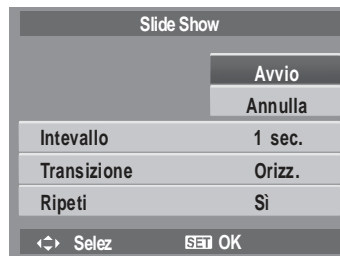 Slide Show
Avvio
Annulla
Intevallo 1 sec.
Transizione Orizz.
Ripeti Sì
Selez SET OK